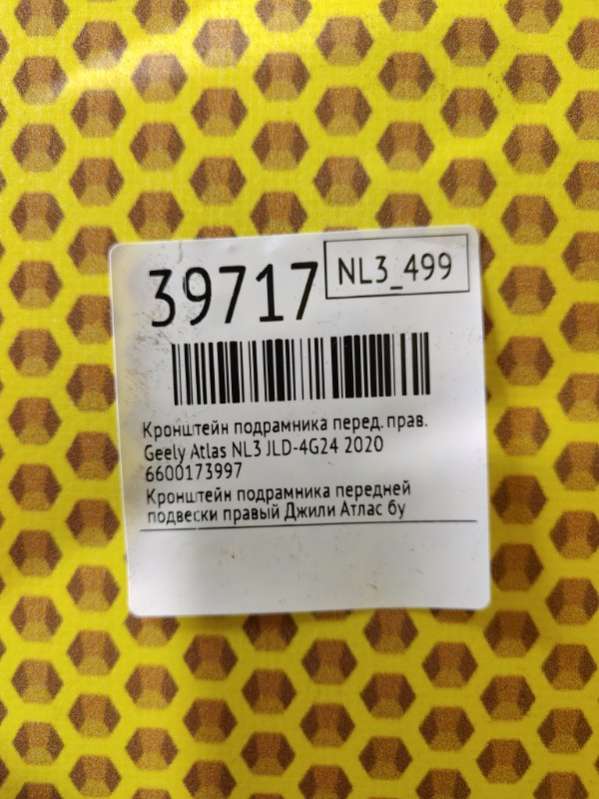 39717
NL3_499
Кронштейн подрамника перед. прав.
Geely Atlas NL3 JLD-4G24 2020
6600173997
Кронштейн подрамника передней
подвески правый Джили Атлас бу